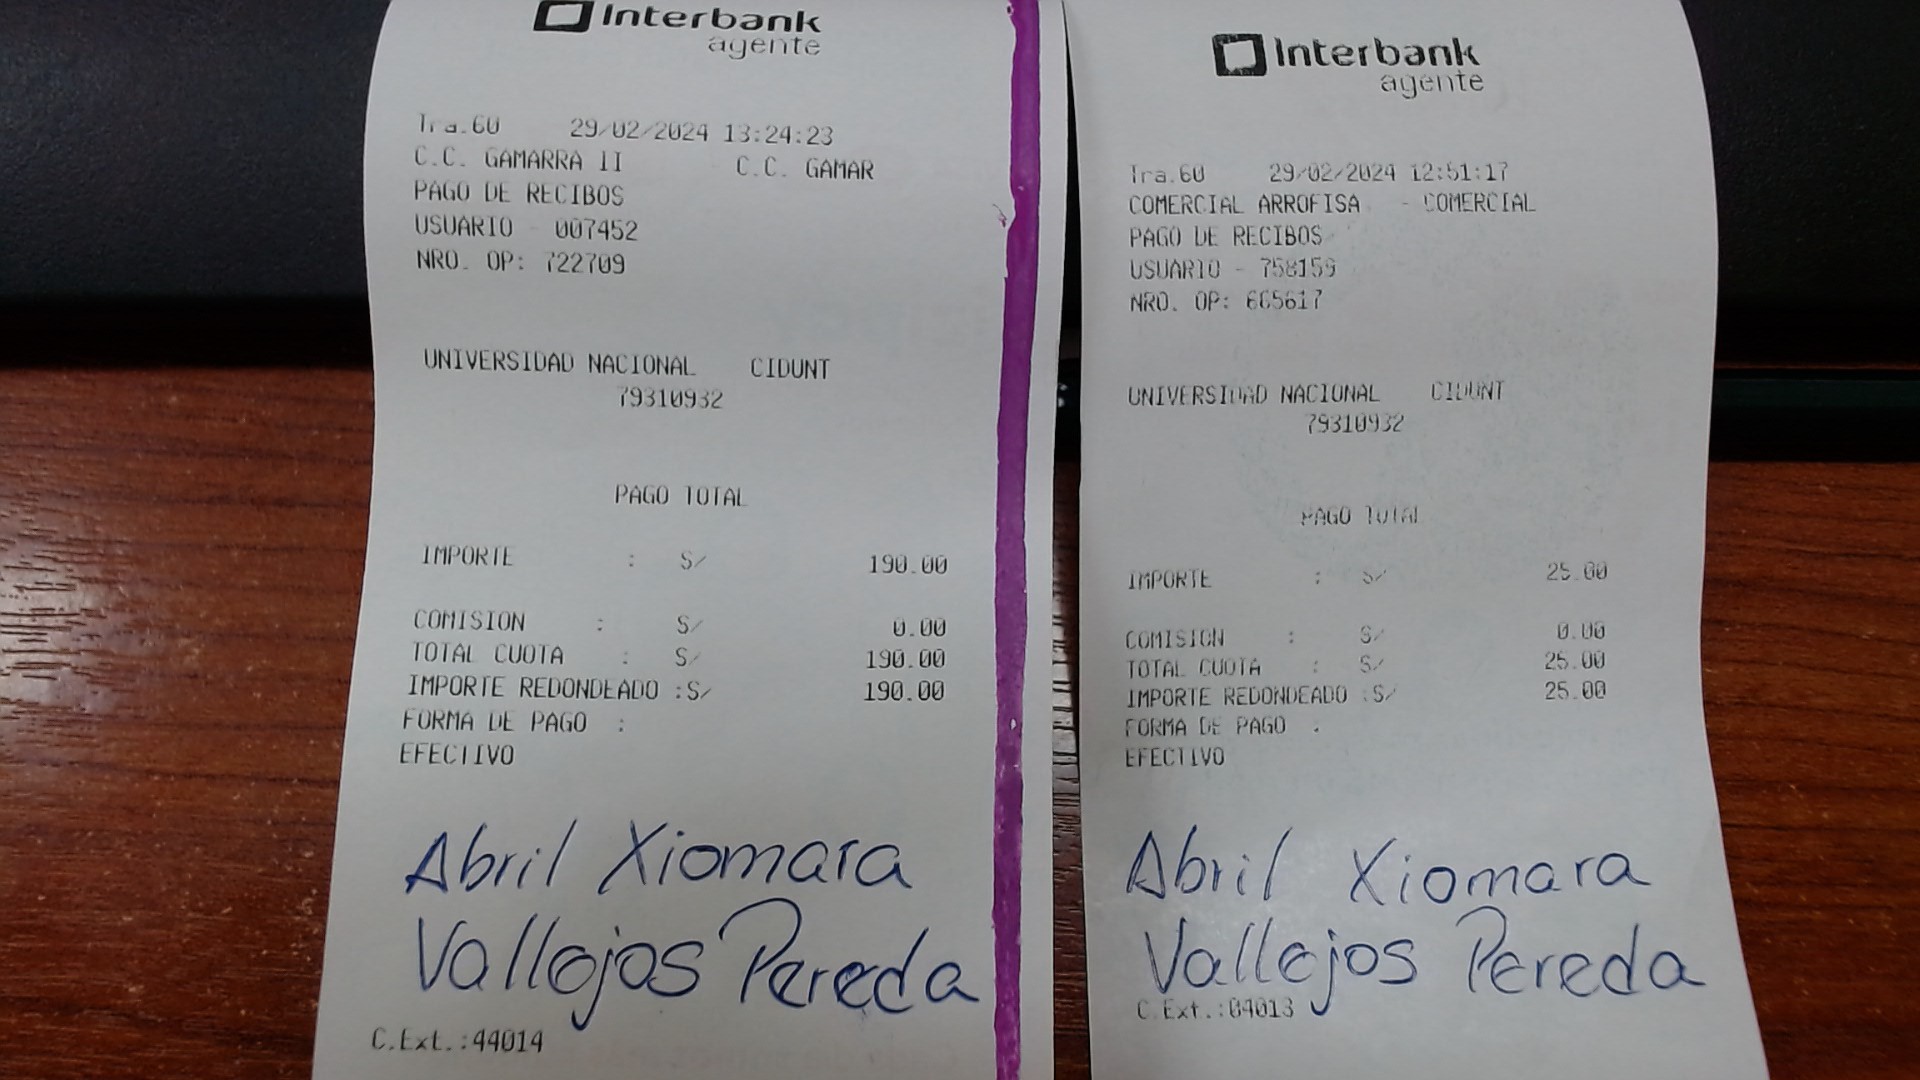 Interbank
agente
Tra.60 29/02/2024 13:24:23
C.C. GAMARRA II C.C. GAMAR
PAGO DE RECIBOS
USUARIO - 007452
NRO. OP: 722709
UNIVERSIDAD NACIONAL CIDUNT
79310932
PAGO TOTAL
IMPORTE : S/ 190.00
COMISION : S/ 0.00
TOTAL CUOTA : S/ 190.00
IMPORTE REDONDEADO :S/ 190.00
FORMA DE PAGO :
EFECTIVO
Abril Xiomara
Vallejos Pereda
C.Ext.:44014
Interbank
agente
Tra.60 29/02/2024 12:51:17
COMERCIAL ARROFISA - COMERCIAL
PAGO DE RECIBOS
USUARIO - 758159
NRO. OP: 665617
UNIVERSIDAD NACIONAL CIDUNT
79310932
PAGO TOTAL
IMPORTE : S/ 25.00
COMISION : S/ 0.00
TOTAL CUOTA : S/ 25.00
IMPORTE REDONDEADO :S/ 25.00
FORMA DE PAGO :
EFECTIVO
Abril Xiomara
Vallejos Pereda
C.Ext.:04013